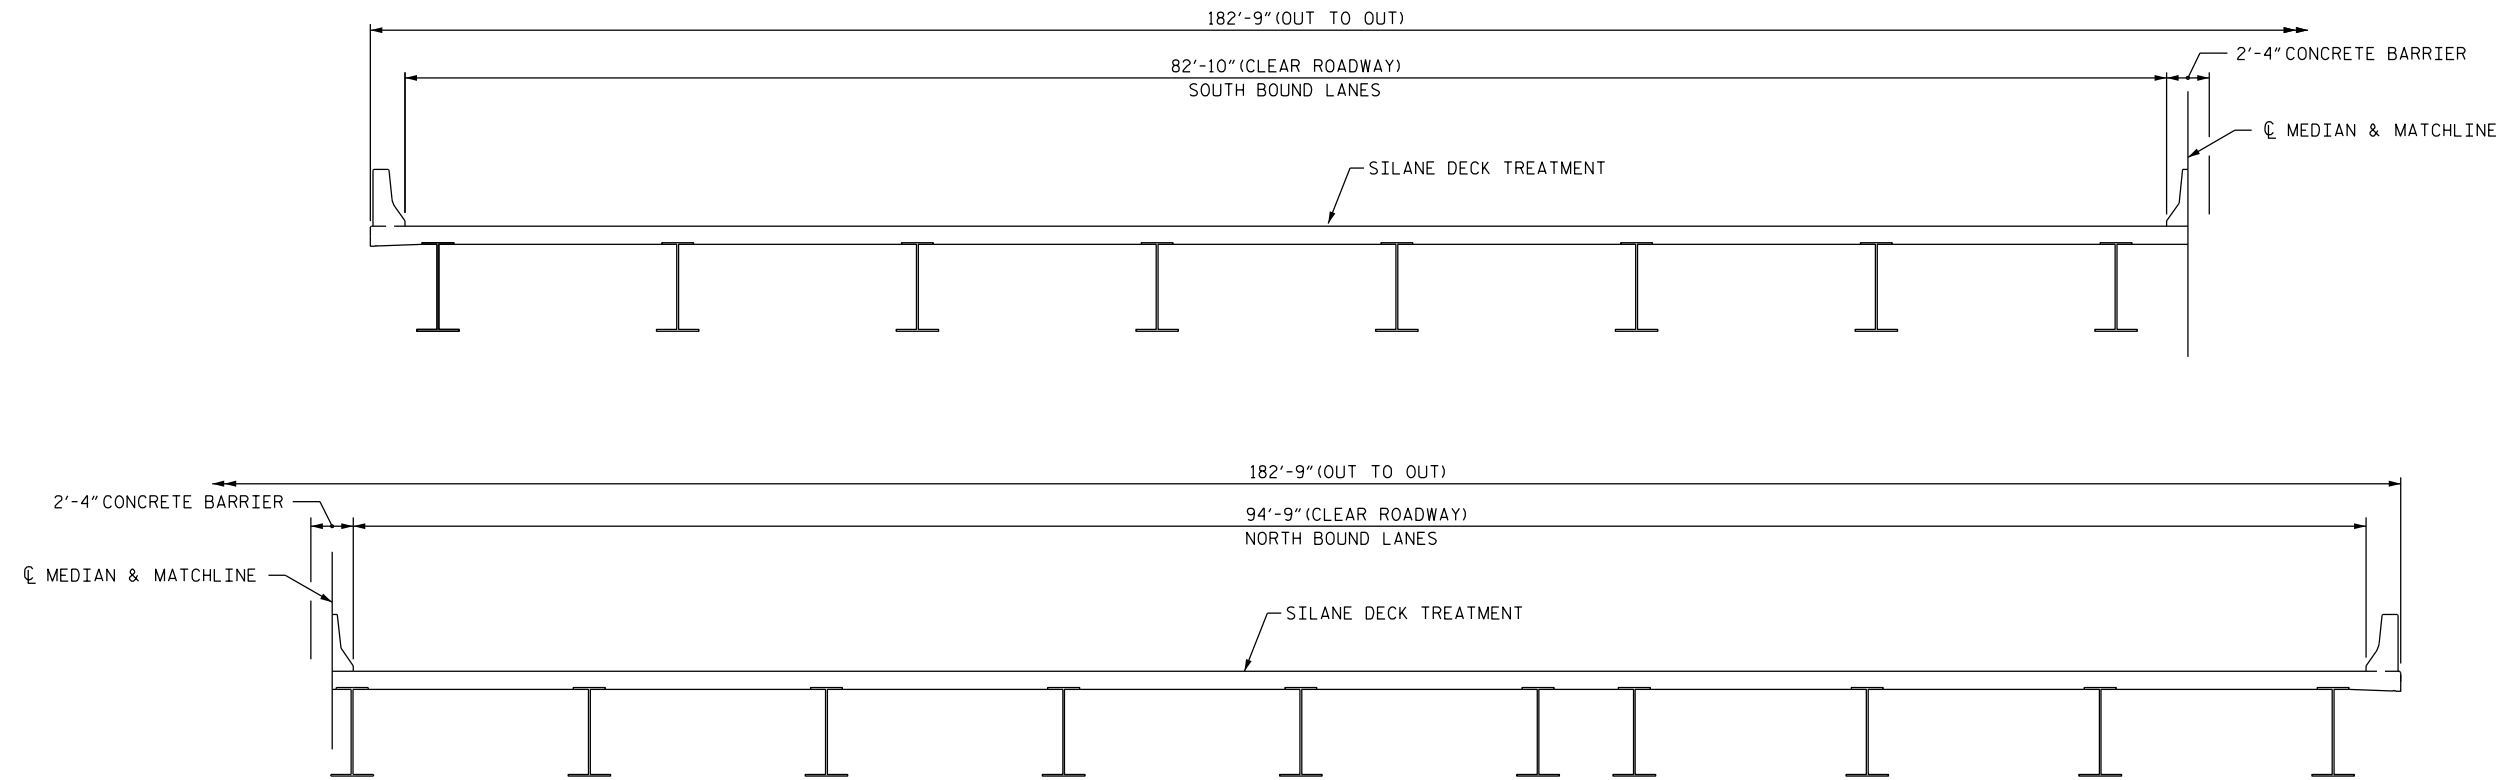 182'-9"(OUT TO OUT)
2'-4"CONCRETE BARRIER
82'-10"(CLEAR ROADWAY)
SOUTH BOUND LANES
℄ MEDIAN & MATCHLINE
SILANE DECK TREATMENT
182'-9"(OUT TO OUT)
2'-4"CONCRETE BARRIER
94'-9"(CLEAR ROADWAY)
NORTH BOUND LANES
℄ MEDIAN & MATCHLINE
SILANE DECK TREATMENT